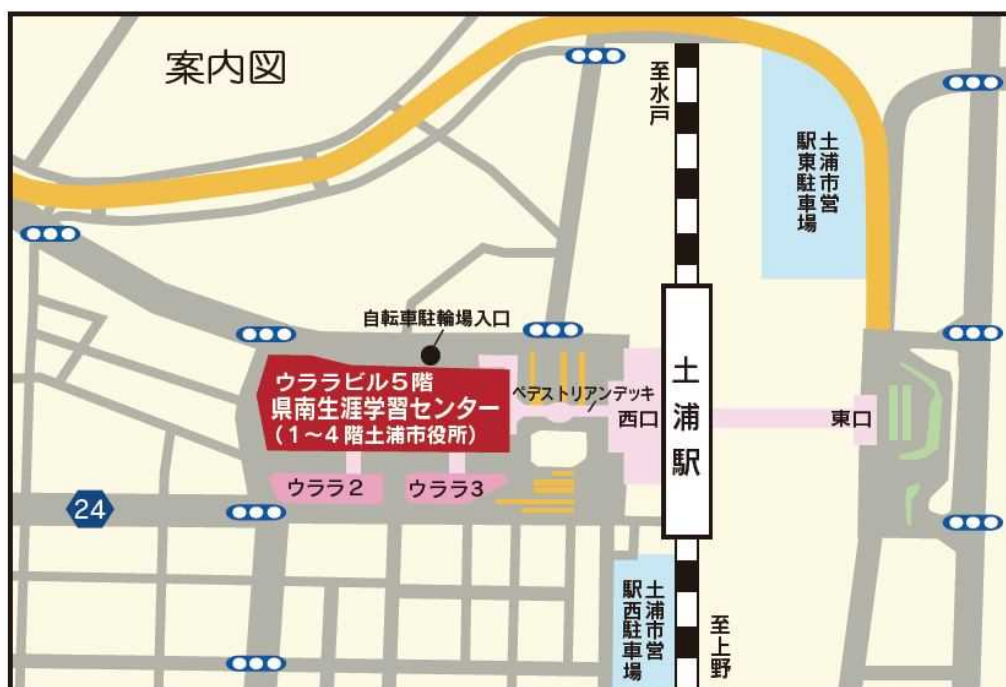 案内図
至水戸
土浦市営
駅東駐車場
自転車駐輪場入口
ウララビル5階
県南生涯学習センター
(1～4階土浦市役所)
ペデストリアンデッキ
西口
土浦駅
東口
ウララ2
ウララ3
24
土浦市営
駅西駐車場
至上野